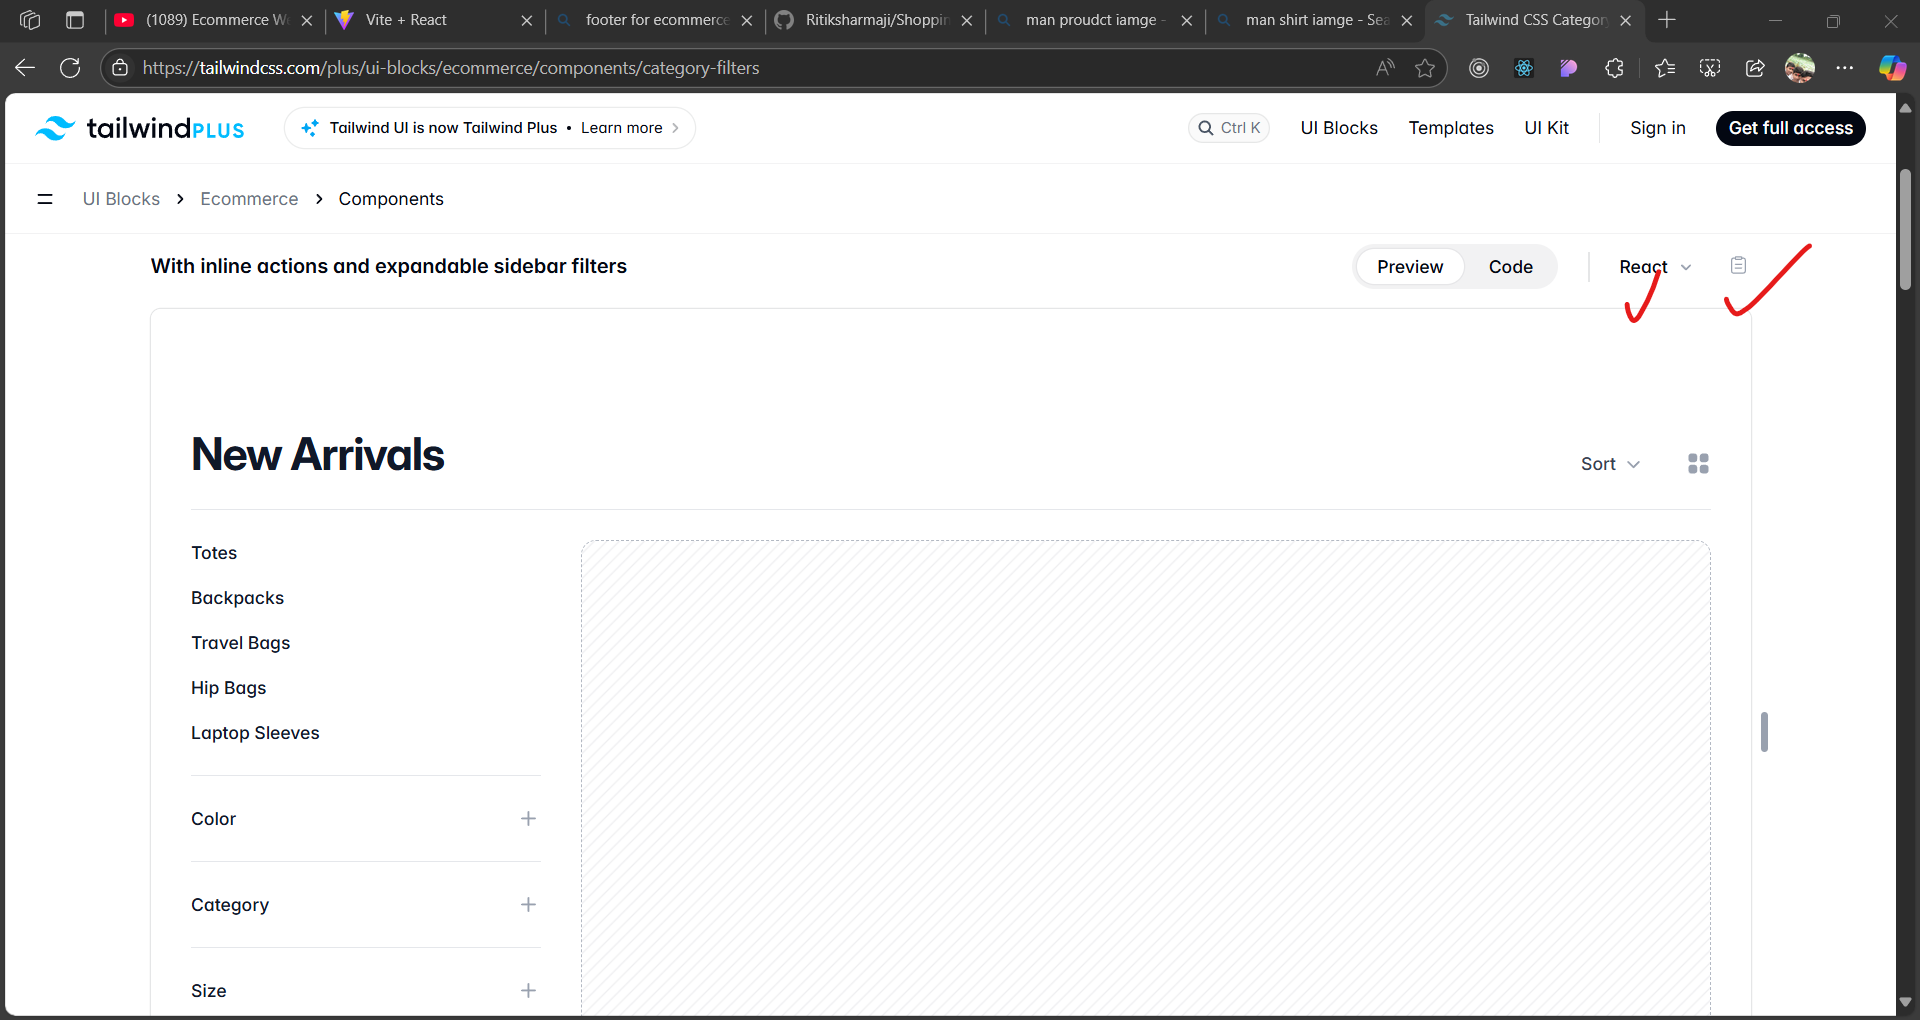 (1089) Ecommerce W
Vite + React
footer for ecommerce
Ritiksharmaji/Shoppin
man proudct iamge -
man shirt iamge - Sea
Tailwind CSS Categor
https://tailwindcss.com/plus/ui-blocks/ecommerce/components/category-filters
tailwindPLUS
Tailwind UI is now Tailwind Plus • Learn more
Ctrl K
UI Blocks
Templates
UI Kit
Sign in
Get full access
UI Blocks > Ecommerce > Components
With inline actions and expandable sidebar filters
Preview
Code
React
New Arrivals
Sort
Totes
Backpacks
Travel Bags
Hip Bags
Laptop Sleeves
Color
Category
Size